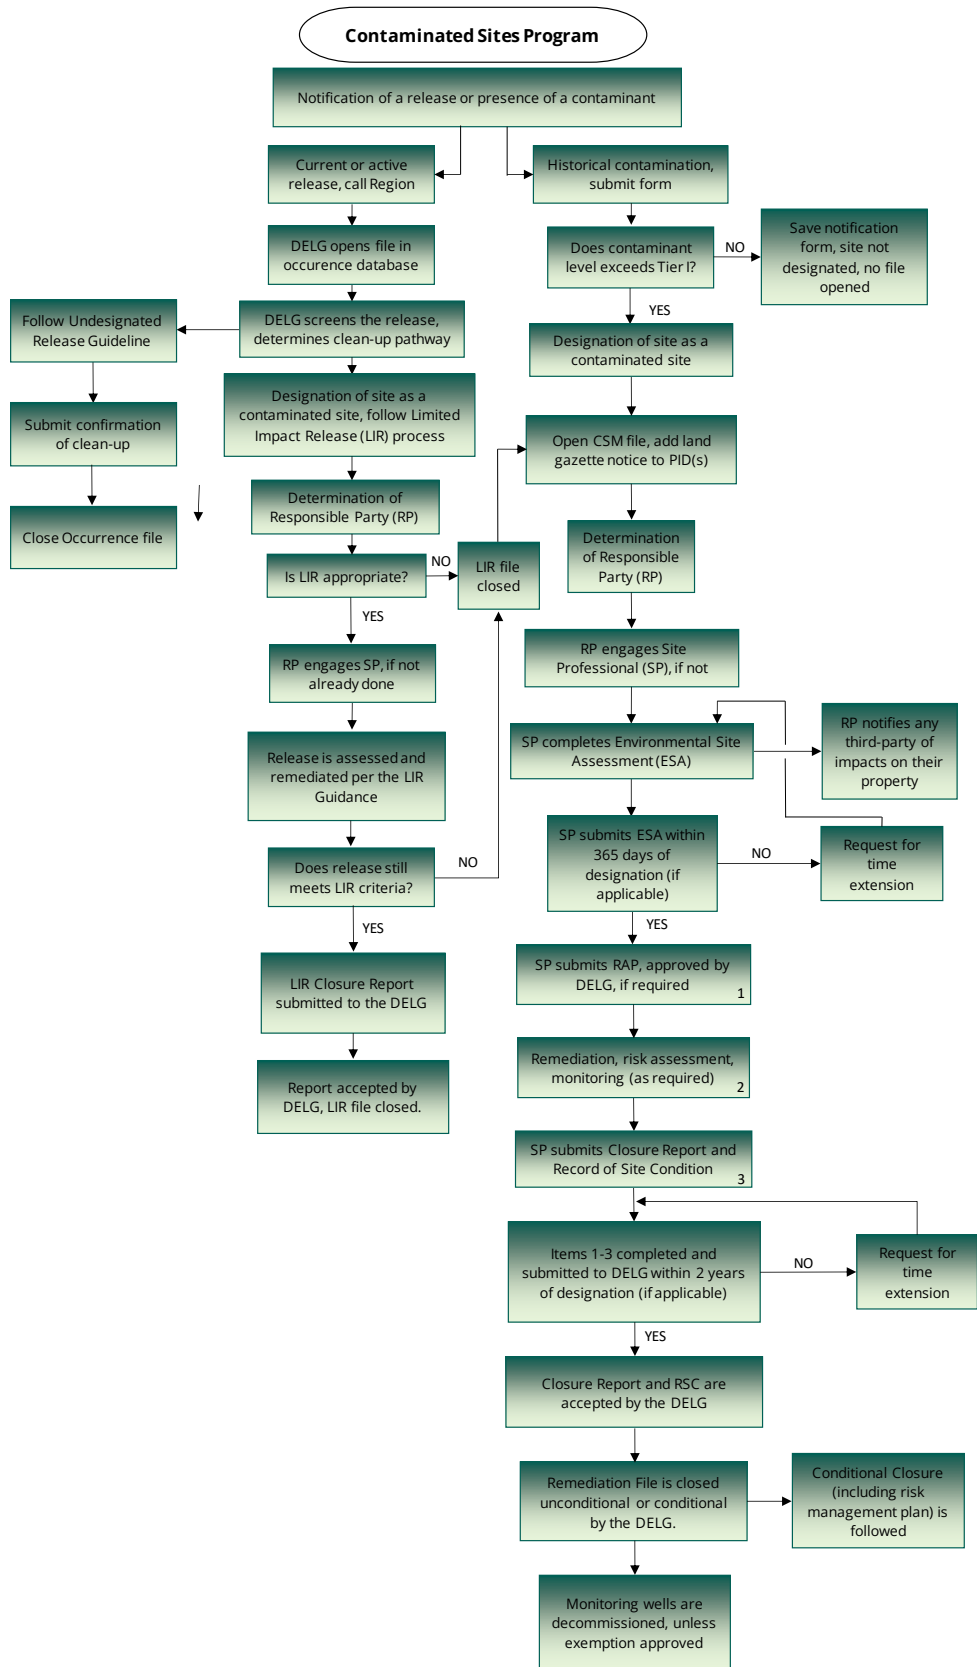 Contaminated Sites Program
Notification of a release or presence of a contaminant
Current or active
release, call Region
Historical contamination,
submit form
DELG opens file in
occurence database
Does contaminant
level exceeds Tier I?
NO
Save notification
form, site not
designated, no file
opened
YES
Follow Undesignated
Release Guideline
DELG screens the release,
determines clean-up pathway
Designation of site as a
contaminated site
Designation of site as a
contaminated site, follow Limited
Impact Release (LIR) process
Submit confirmation
of clean-up
Open CSM file, add land
gazette notice to PID(s)
Determination of
Responsible Party (RP)
Close Occurrence file
Determination
of Responsible
Party (RP)
Is LIR appropriate?
NO
LIR file
closed
YES
RP engages SP, if not
already done
RP engages Site
Professional (SP), if not
Release is assessed and
remediated per the LIR
Guidance
SP completes Environmental Site
Assessment (ESA)
RP notifies any
third-party of
impacts on their
property
Does release still
meets LIR criteria?
NO
SP submits ESA within
365 days of
designation (if
applicable)
NO
Request for
time
extension
YES
YES
LIR Closure Report
submitted to the DELG
SP submits RAP, approved by
DELG, if required
1
Remediation, risk assessment,
monitoring (as required)
2
Report accepted by
DELG, LIR file closed.
SP submits Closure Report and
Record of Site Condition
3
Items 1-3 completed and
submitted to DELG within 2 years
of designation (if applicable)
NO
Request for
time
extension
YES
Closure Report and RSC are
accepted by the DELG
Remediation File is closed
unconditional or conditional
by the DELG.
Conditional Closure
(including risk
management plan) is
followed
Monitoring wells are
decommissioned, unless
exemption approved